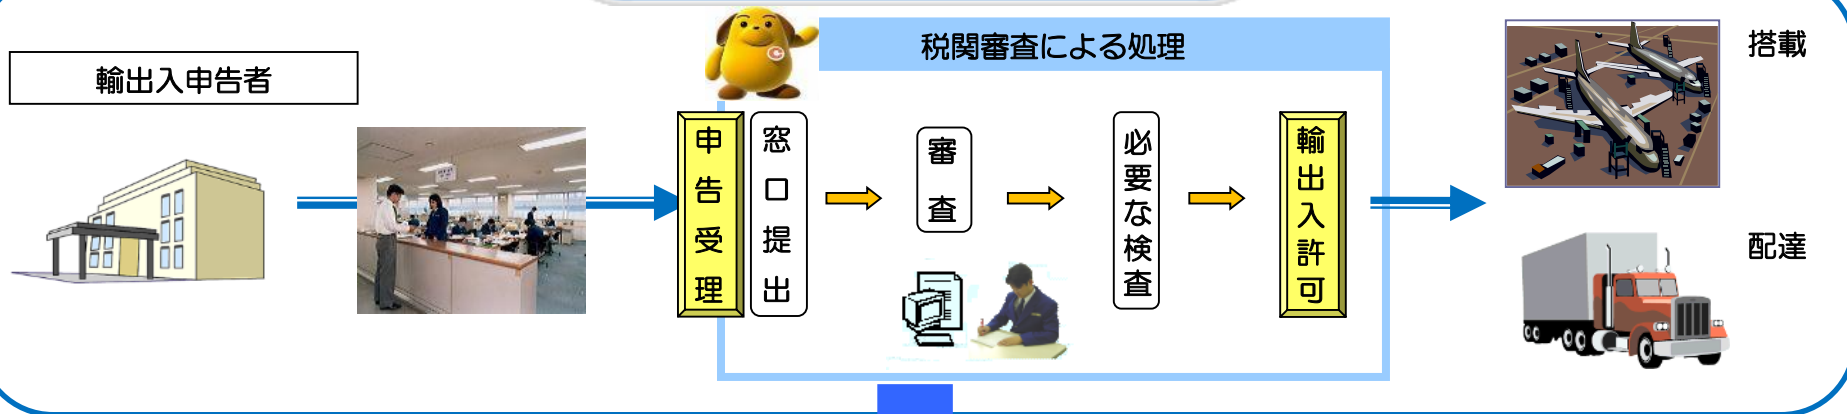 輸出入申告者
税関審査による処理
申告受理
窓口提出
審査
必要な検査
輸出入許可
搭載
配達